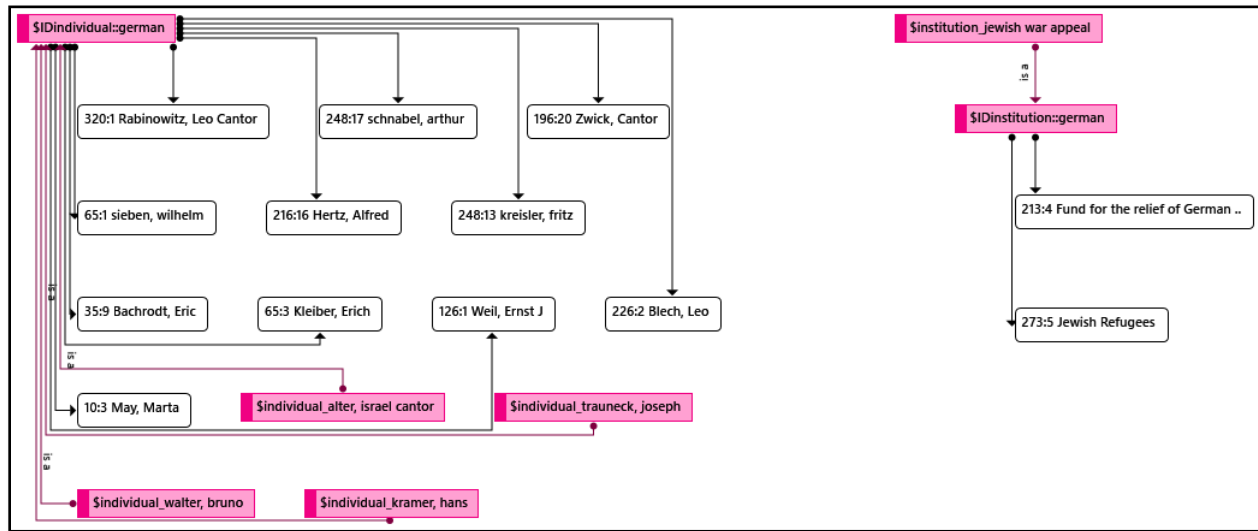 $IDindividual::german
$institution_jewish war appeal
is a
320:1 Rabinowitz, Leo Cantor
248:17 schnabel, arthur
196:20 Zwick, Cantor
$IDinstitution::german
65:1 sieben, wilhelm
216:16 Hertz, Alfred
248:13 kreisler, fritz
213:4 Fund for the relief of German ..
is a
35:9 Bachrodt, Eric
65:3 Kleiber, Erich
126:1 Weil, Ernst J
226:2 Blech, Leo
273:5 Jewish Refugees
is a
10:3 May, Marta
$individual_alter, israel cantor
$individual_trauneck, joseph
is a
$individual_walter, bruno
$individual_kramer, hans